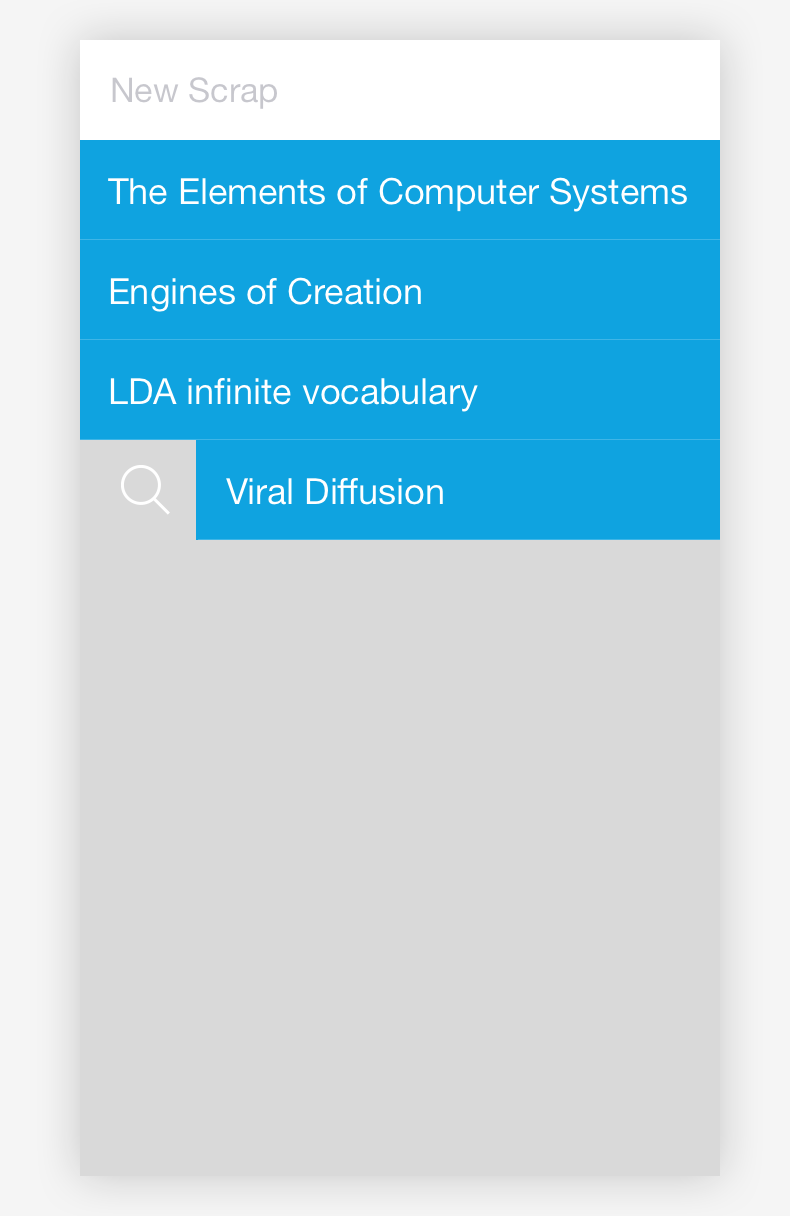 New Scrap
The Elements of Computer Systems
Engines of Creation
LDA infinite vocabulary
Viral Diffusion